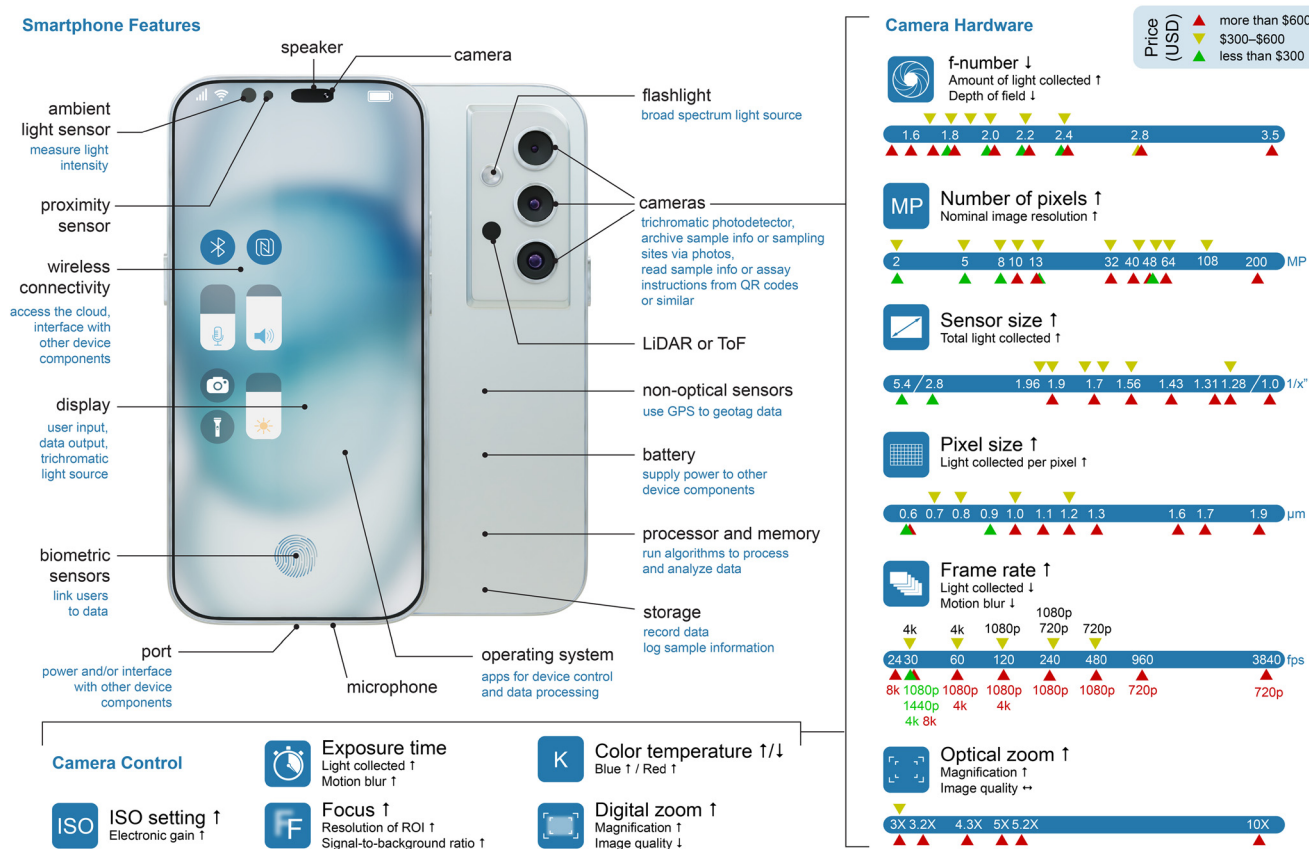 Smartphone Features
speaker
camera
ambient
light sensor
measure light
intensity
proximity
sensor
wireless
connectivity
access the cloud,
interface with
other device
components
display
user input,
data output,
trichromatic
light source
biometric
sensors
link users
to data
port
power and/or interface
with other device
components
microphone
operating system
apps for device control
and data processing
flashlight
broad spectrum light source
cameras
trichromatic photodetector,
archive sample info or sampling
sites via photos,
read sample info or assay
instructions from QR codes
or similar
LiDAR or ToF
non-optical sensors
use GPS to geotag data
battery
supply power to other
device components
processor and memory
run algorithms to process
and analyze data
storage
record data
log sample information
Camera Control
ISO
ISO setting ↑
Electronic gain ↑
Exposure time
Light collected ↑
Motion blur ↑
FF
Focus ↑
Resolution of ROI ↑
Signal-to-background ratio ↑
K
Color temperature ↑/↓
Blue ↑ / Red ↑
Digital zoom ↑
Magnification ↑
Image quality ↓
Camera Hardware
Price
(USD)
more than $600
$300–$600
less than $300
f-number ↓
Amount of light collected ↑
Depth of field ↓
1.6 1.8 2.0 2.2 2.4 2.8 3.5
MP
Number of pixels ↑
Nominal image resolution ↑
2 5 8 10 13 32 40 48 64 108 200 MP
Sensor size ↑
Total light collected ↑
5.4 / 2.8 1.96 1.9 1.7 1.56 1.43 1.31 1.28 / 1.0 1/x"
Pixel size ↑
Light collected per pixel ↑
0.6 0.7 0.8 0.9 1.0 1.1 1.2 1.3 1.6 1.7 1.9 µm
Frame rate ↑
Light collected ↓
Motion blur ↓
1080p
4k 4k 1080p 720p 720p
24 30 60 120 240 480 960 3840 fps
8k 1080p 1080p 1080p 1080p 1080p 720p 720p
1440p 4k 4k
4k 8k
Optical zoom ↑
Magnification ↑
Image quality ↔
3X 3.2X 4.3X 5X 5.2X 10X